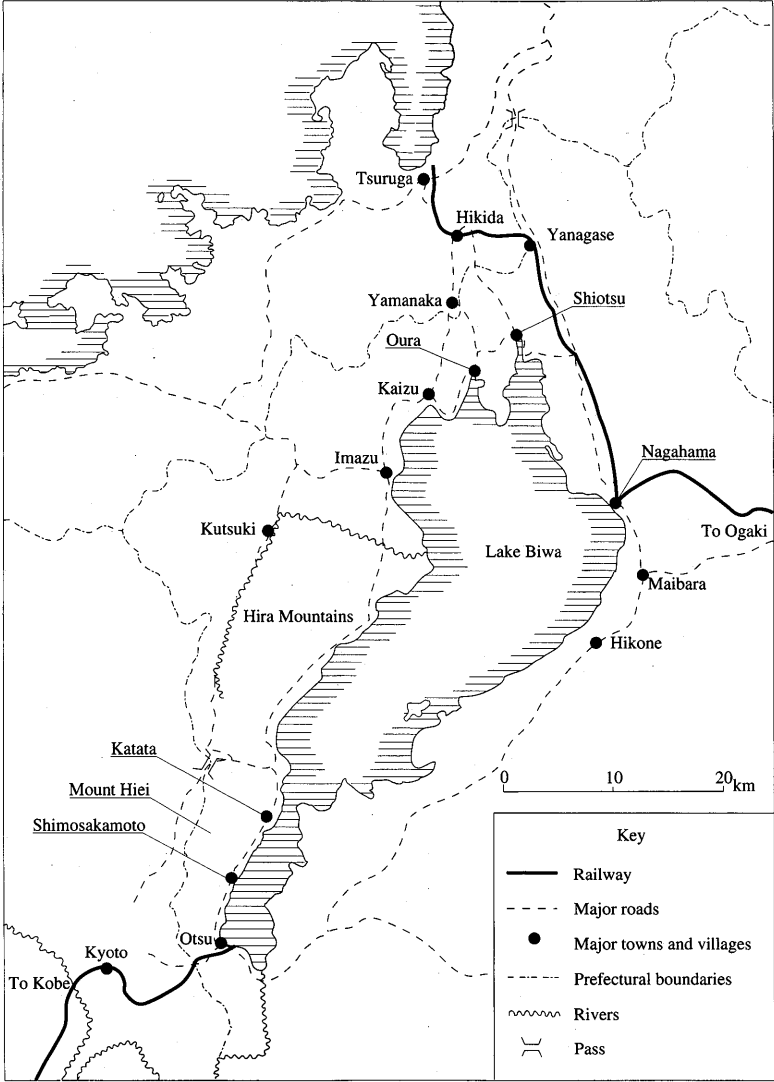 Tsuruga
Hikida
Yanagase
Yamanaka
Shiotsu
Oura
Kaizu
Imazu
Nagahama
Kutsuki
To Ogaki
Lake Biwa
Maibara
Hira Mountains
Hikone
Katata
0 10 20 km
Mount Hiei
Shimosakamoto
Key
Railway
Major roads
Otsu
Major towns and villages
Kyoto
To Kobe
Prefectural boundaries
Rivers
Pass